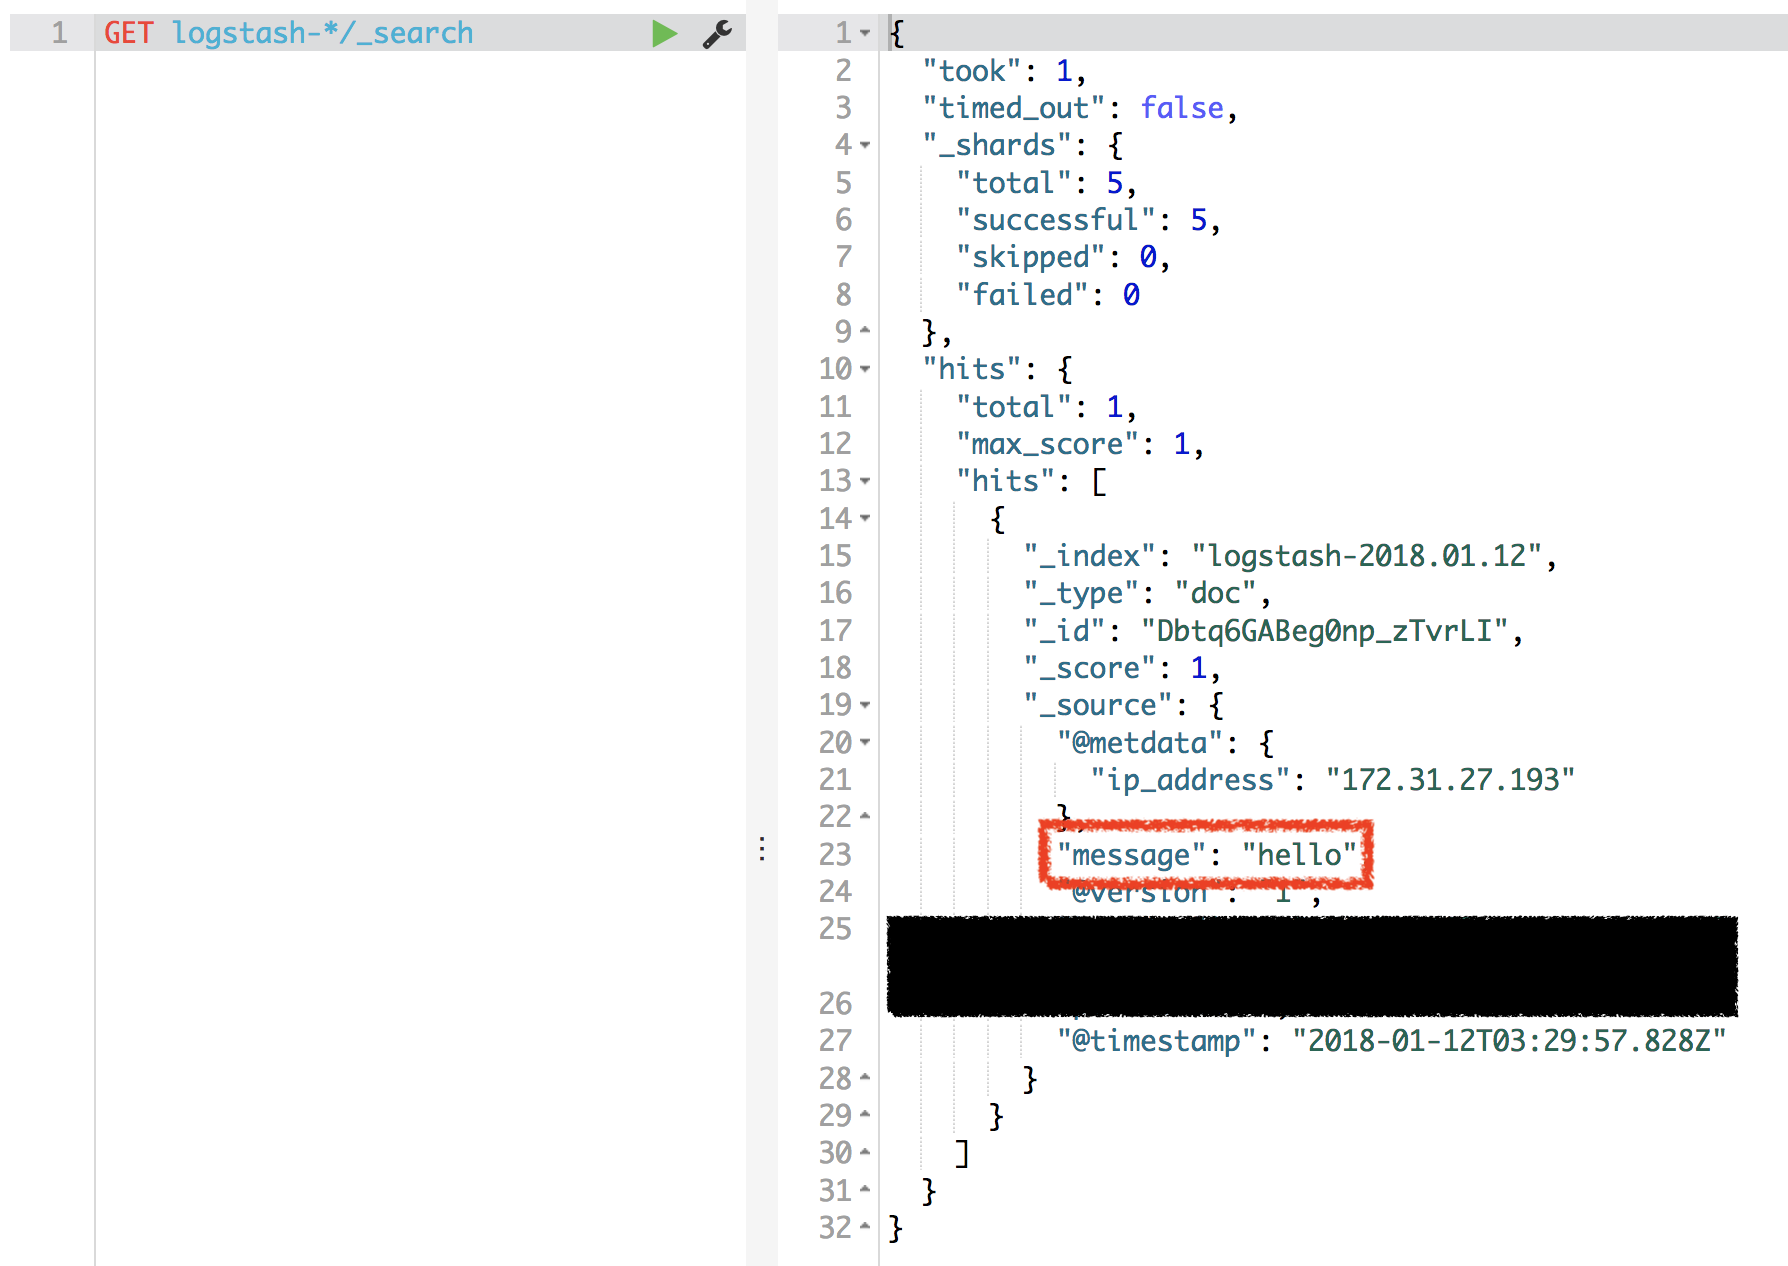 1 GET logstash-*/_search
1 {
2 "took": 1,
3 "timed_out": false,
4 "_shards": {
5 "total": 5,
6 "successful": 5,
7 "skipped": 0,
8 "failed": 0
9 },
10 "hits": {
11 "total": 1,
12 "max_score": 1,
13 "hits": [
14 {
15 "_index": "logstash-2018.01.12",
16 "_type": "doc",
17 "_id": "Dbtq6GABeg0np_zTvrLI",
18 "_score": 1,
19 "_source": {
20 "@metdata": {
21 "ip_address": "172.31.27.193"
22 },
23 "message": "hello"
24 "@version": "1",
25
26
27 "@timestamp": "2018-01-12T03:29:57.828Z"
28 }
29 }
30 ]
31 }
32 }